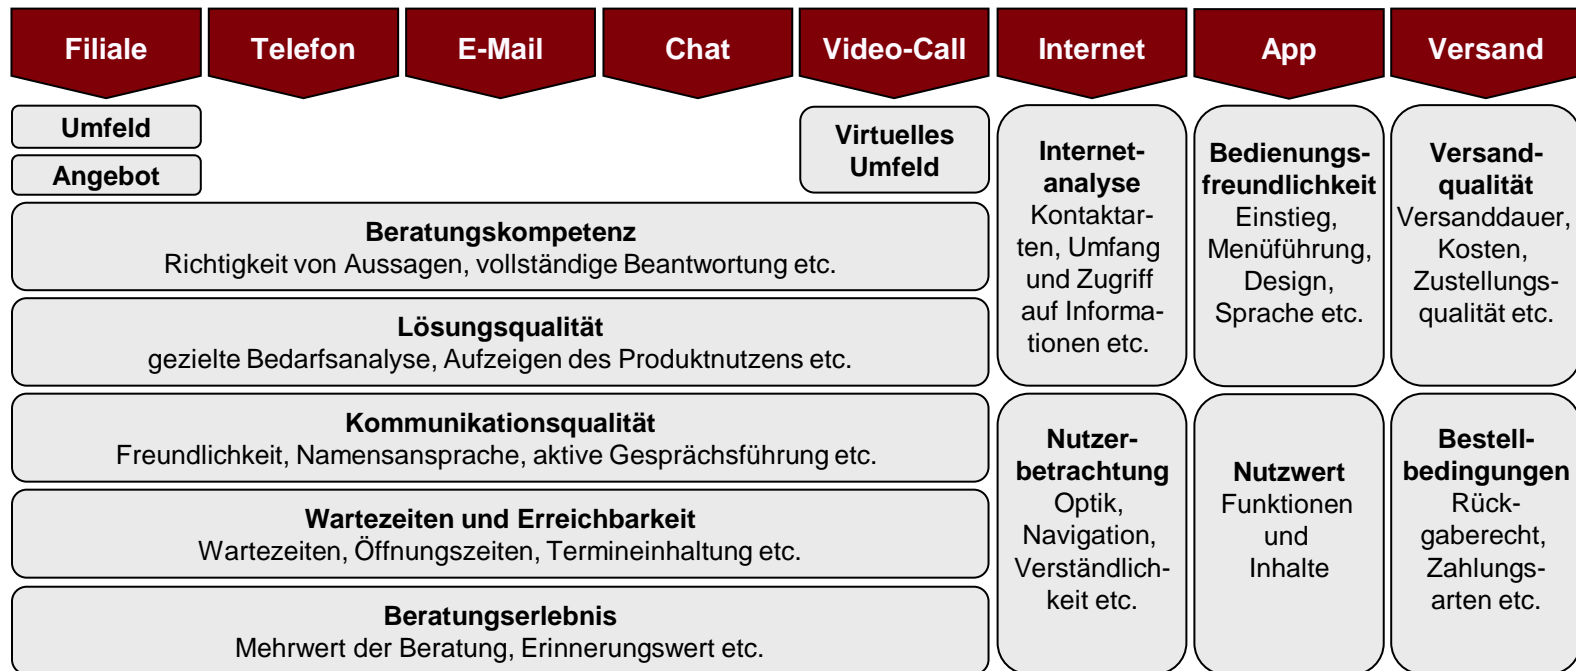 Filiale
Telefon
E-Mail
Chat
Video-Call
Internet
App
Versand
Umfeld
Angebot
Virtuelles
Umfeld
Beratungskompetenz
Richtigkeit von Aussagen, vollständige Beantwortung etc.
Lösungsqualität
gezielte Bedarfsanalyse, Aufzeigen des Produktnutzens etc.
Kommunikationsqualität
Freundlichkeit, Namensansprache, aktive Gesprächsführung etc.
Wartezeiten und Erreichbarkeit
Wartezeiten, Öffnungszeiten, Termineinhaltung etc.
Beratungserlebnis
Mehrwert der Beratung, Erinnerungswert etc.
Internet-
analyse
Kontaktar-
ten, Umfang
und Zugriff
auf Informa-
tionen etc.
Nutzer-
betrachtung
Optik,
Navigation,
Verständlich-
keit etc.
Bedienungs-
freundlichkeit
Einstieg,
Menüführung,
Design,
Sprache etc.
Nutzwert
Funktionen
und
Inhalte
Versand-
qualität
Versanddauer,
Kosten,
Zustellungs-
qualität etc.
Bestell-
bedingungen
Rück-
gaberecht,
Zahlungs-
arten etc.